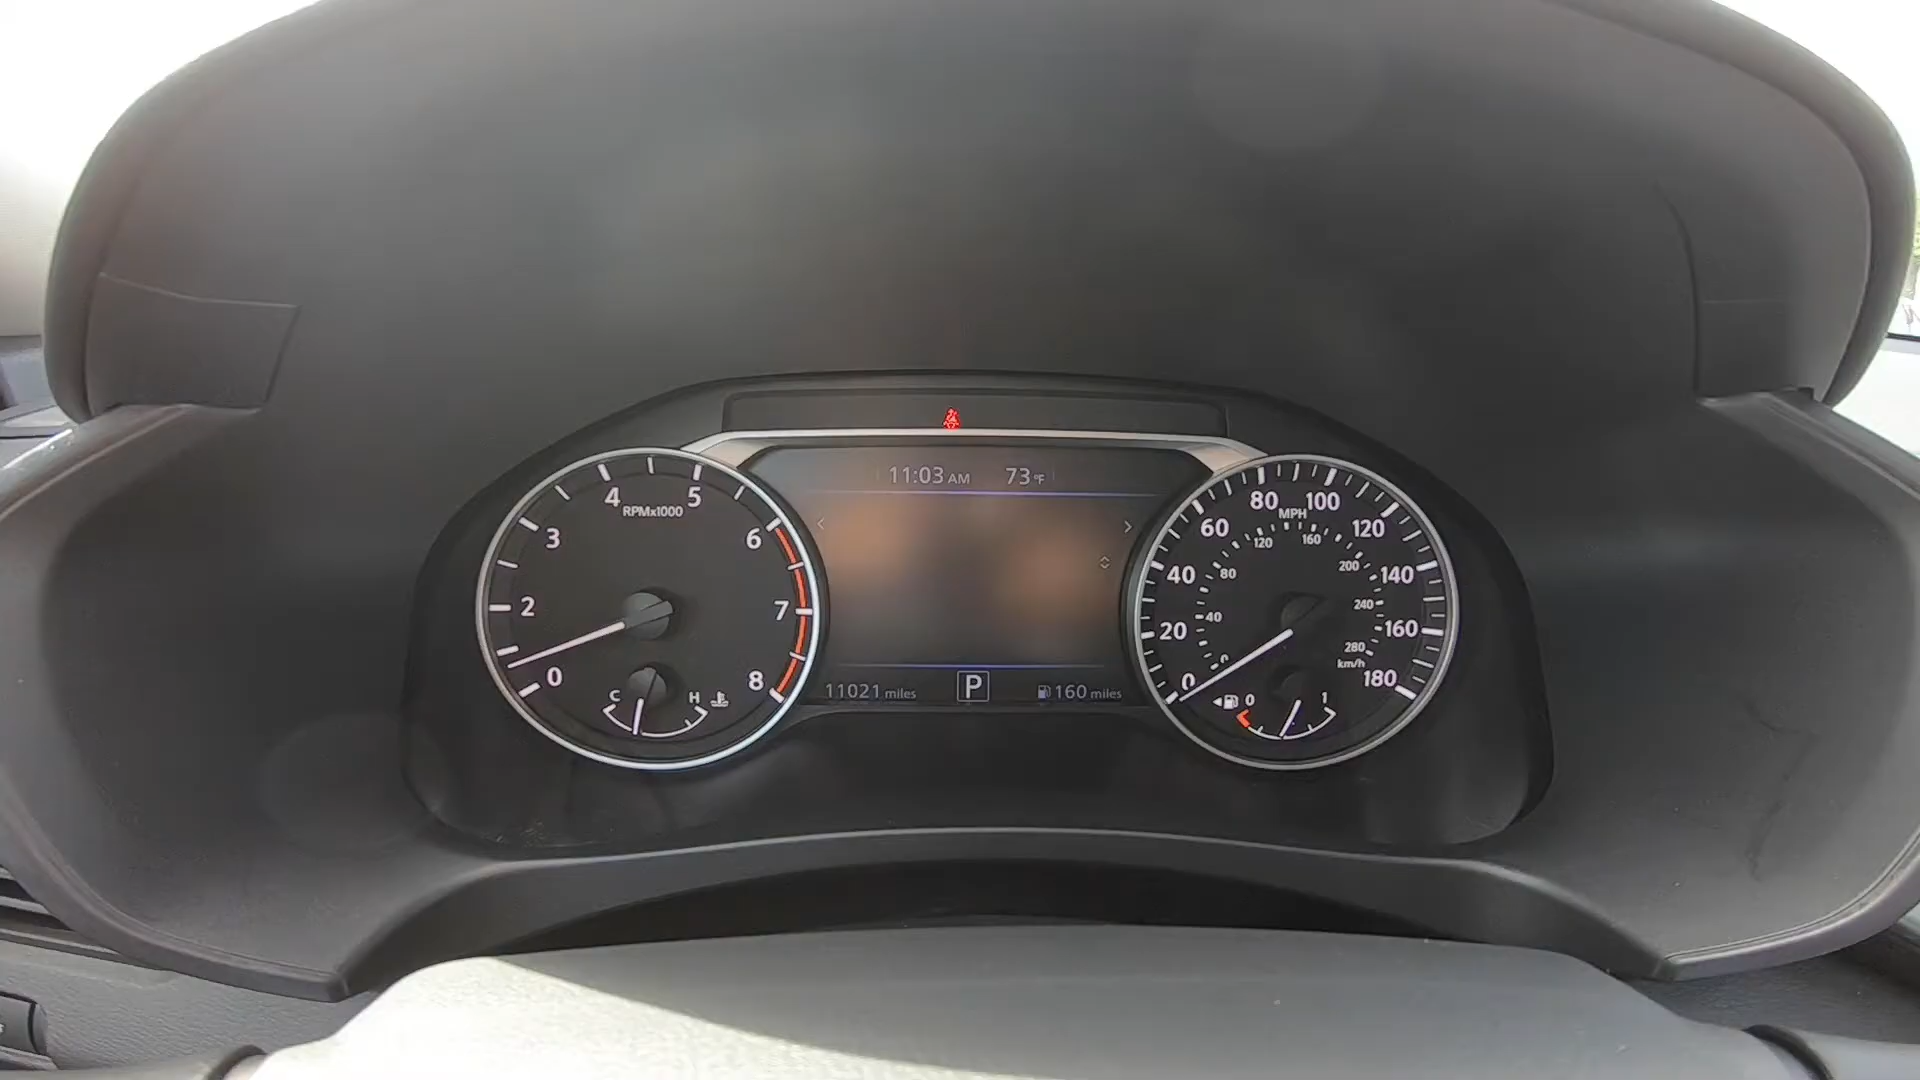 11:03 AM 73°F
4 5
RPMx1000
3 6
2 7
0 8
C H
80 100
MPH
60 120
120 160
40 80 200 140
20 40 240 160
0 0 280 180
km/h
0 1
11021 miles P 160 miles